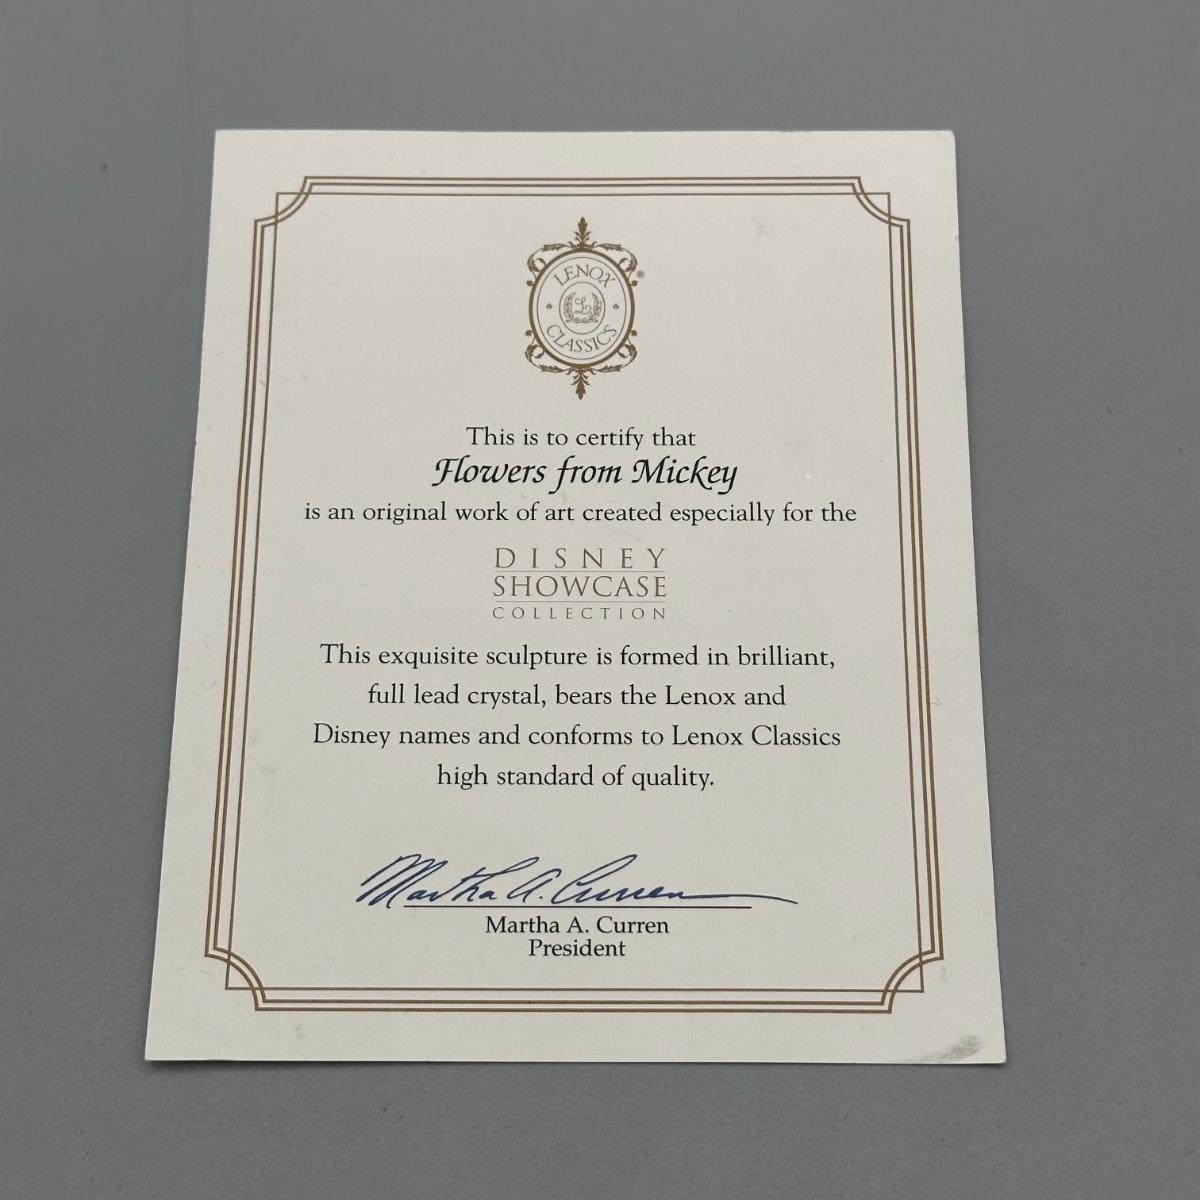 LENOX
L
CLASSICS
®
This is to certify that
Flowers from Mickey
is an original work of art created especially for the
DISNEY
SHOWCASE
COLLECTION
This exquisite sculpture is formed in brilliant,
full lead crystal, bears the Lenox and
Disney names and conforms to Lenox Classics
high standard of quality.
Martha A. Curren
Martha A. Curren
President